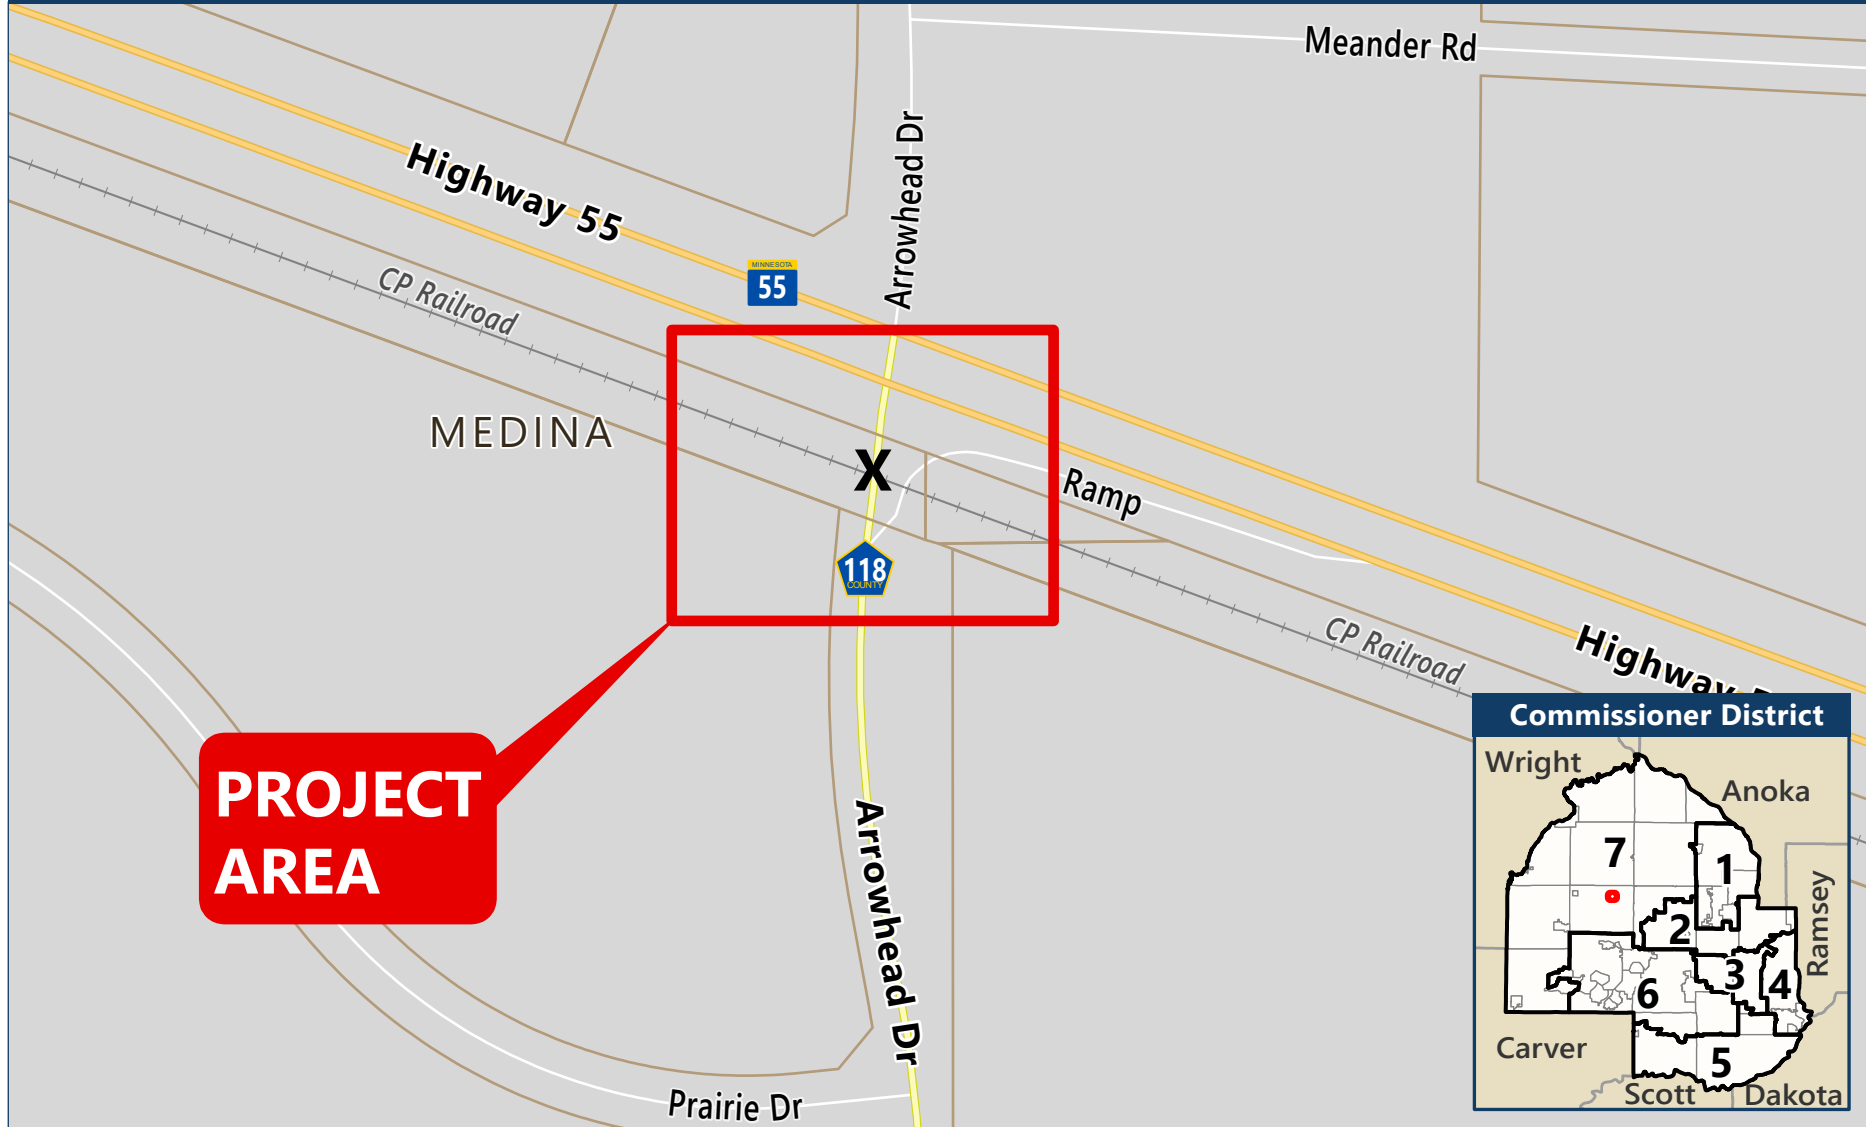 Meander Rd
Arrowhead Dr
Highway 55
MINNESOTA
55
CP Railroad
MEDINA
X
Ramp
118
COUNTY
CP Railroad
Highway
PROJECT
AREA
Arrowhead Dr
Prairie Dr
Commissioner District
Wright
Anoka
7
1
2
Ramsey
3
4
6
Carver
5
Scott
Dakota